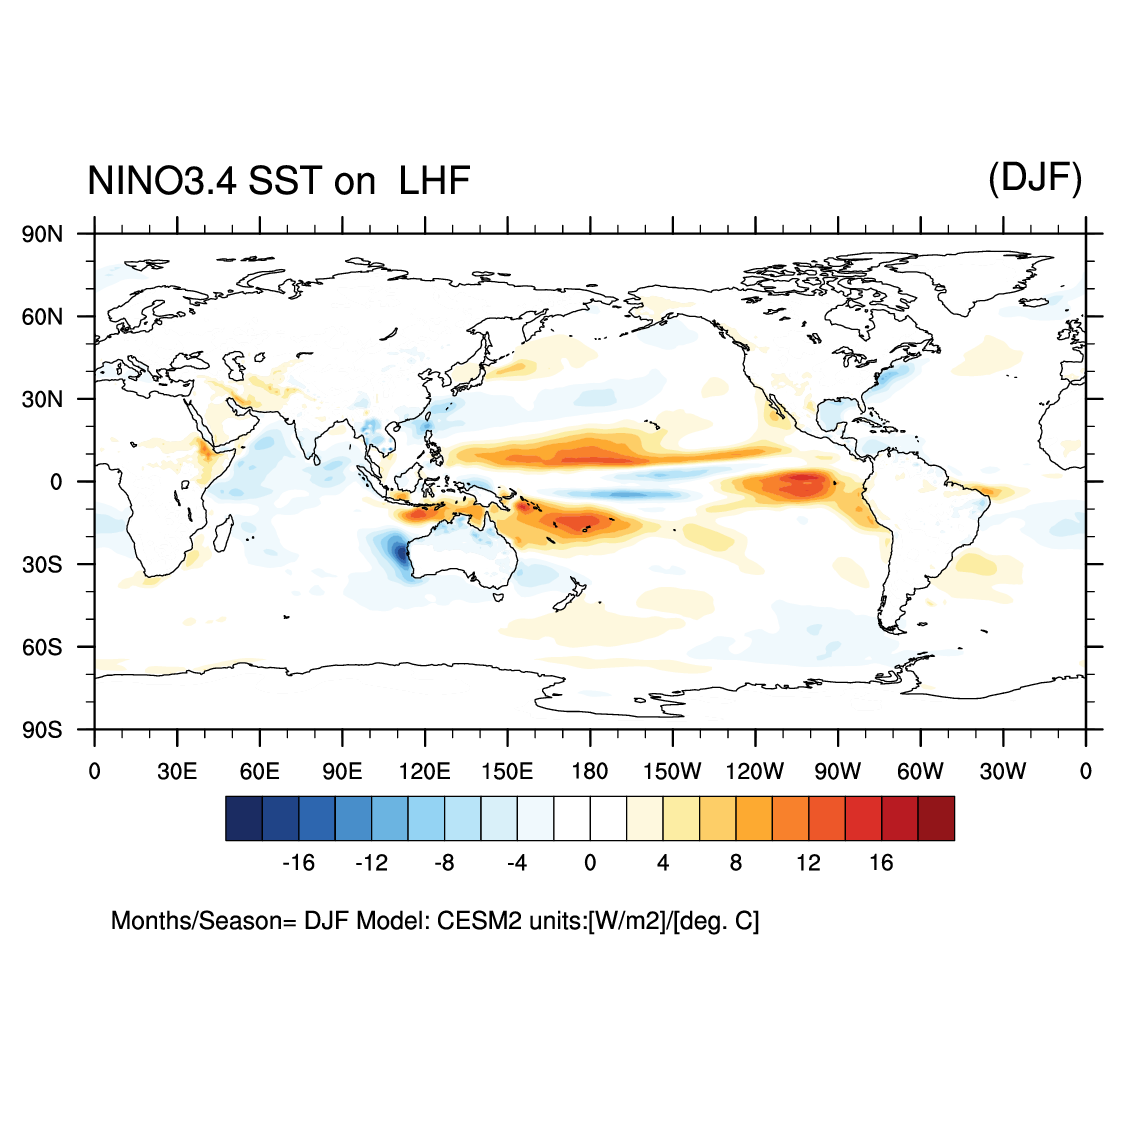 NINO3.4 SST on  LHF (DJF)
90N
60N
30N
0
30S
60S
90S
0 30E 60E 90E 120E 150E 180 150W 120W 90W 60W 30W 0
-16 -12 -8 -4 0 4 8 12 16
Months/Season= DJF Model: CESM2 units:[W/m2]/[deg. C]